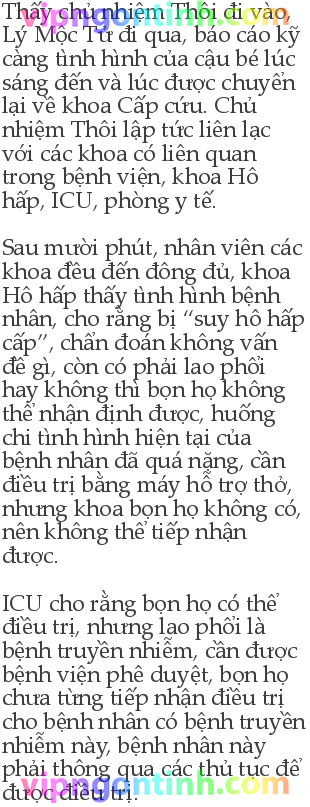 vipngontinh.com
Thấy chủ nhiệm Thôi đi vào,
Lý Mộc Từ đi qua, báo cáo kỹ
càng tình hình của cậu bé lúc
sáng đến và lúc được chuyển
lại về khoa Cấp cứu. Chủ
nhiệm Thôi lập tức liên lạc
với các khoa có liên quan
trong bệnh viện, khoa Hô
hấp, ICU, phòng y tế.
Sau mười phút, nhân viên các
khoa đều đến đông đủ, khoa
Hô hấp thấy tình hình bệnh
nhân, cho rằng bị “suy hô hấp
cấp”, chẩn đoán không vấn
đề gì, còn có phải lao phổi
hay không thì bọn họ không
thể nhận định được, huống
chi tình hình hiện tại của
bệnh nhân đã quá nặng, cần
điều trị bằng máy hỗ trợ thở,
nhưng khoa bọn họ không có,
nên không thể tiếp nhận
được.
ICU cho rằng bọn họ có thể
điều trị, nhưng lao phổi là
bệnh truyền nhiễm, cần được
bệnh viện phê duyệt, bọn họ
chưa từng tiếp nhận điều trị
cho bệnh nhân có bệnh truyền
nhiễm này, bệnh nhân này
phải thông qua các thủ tục để
được điều trị.
vipngontinh.com